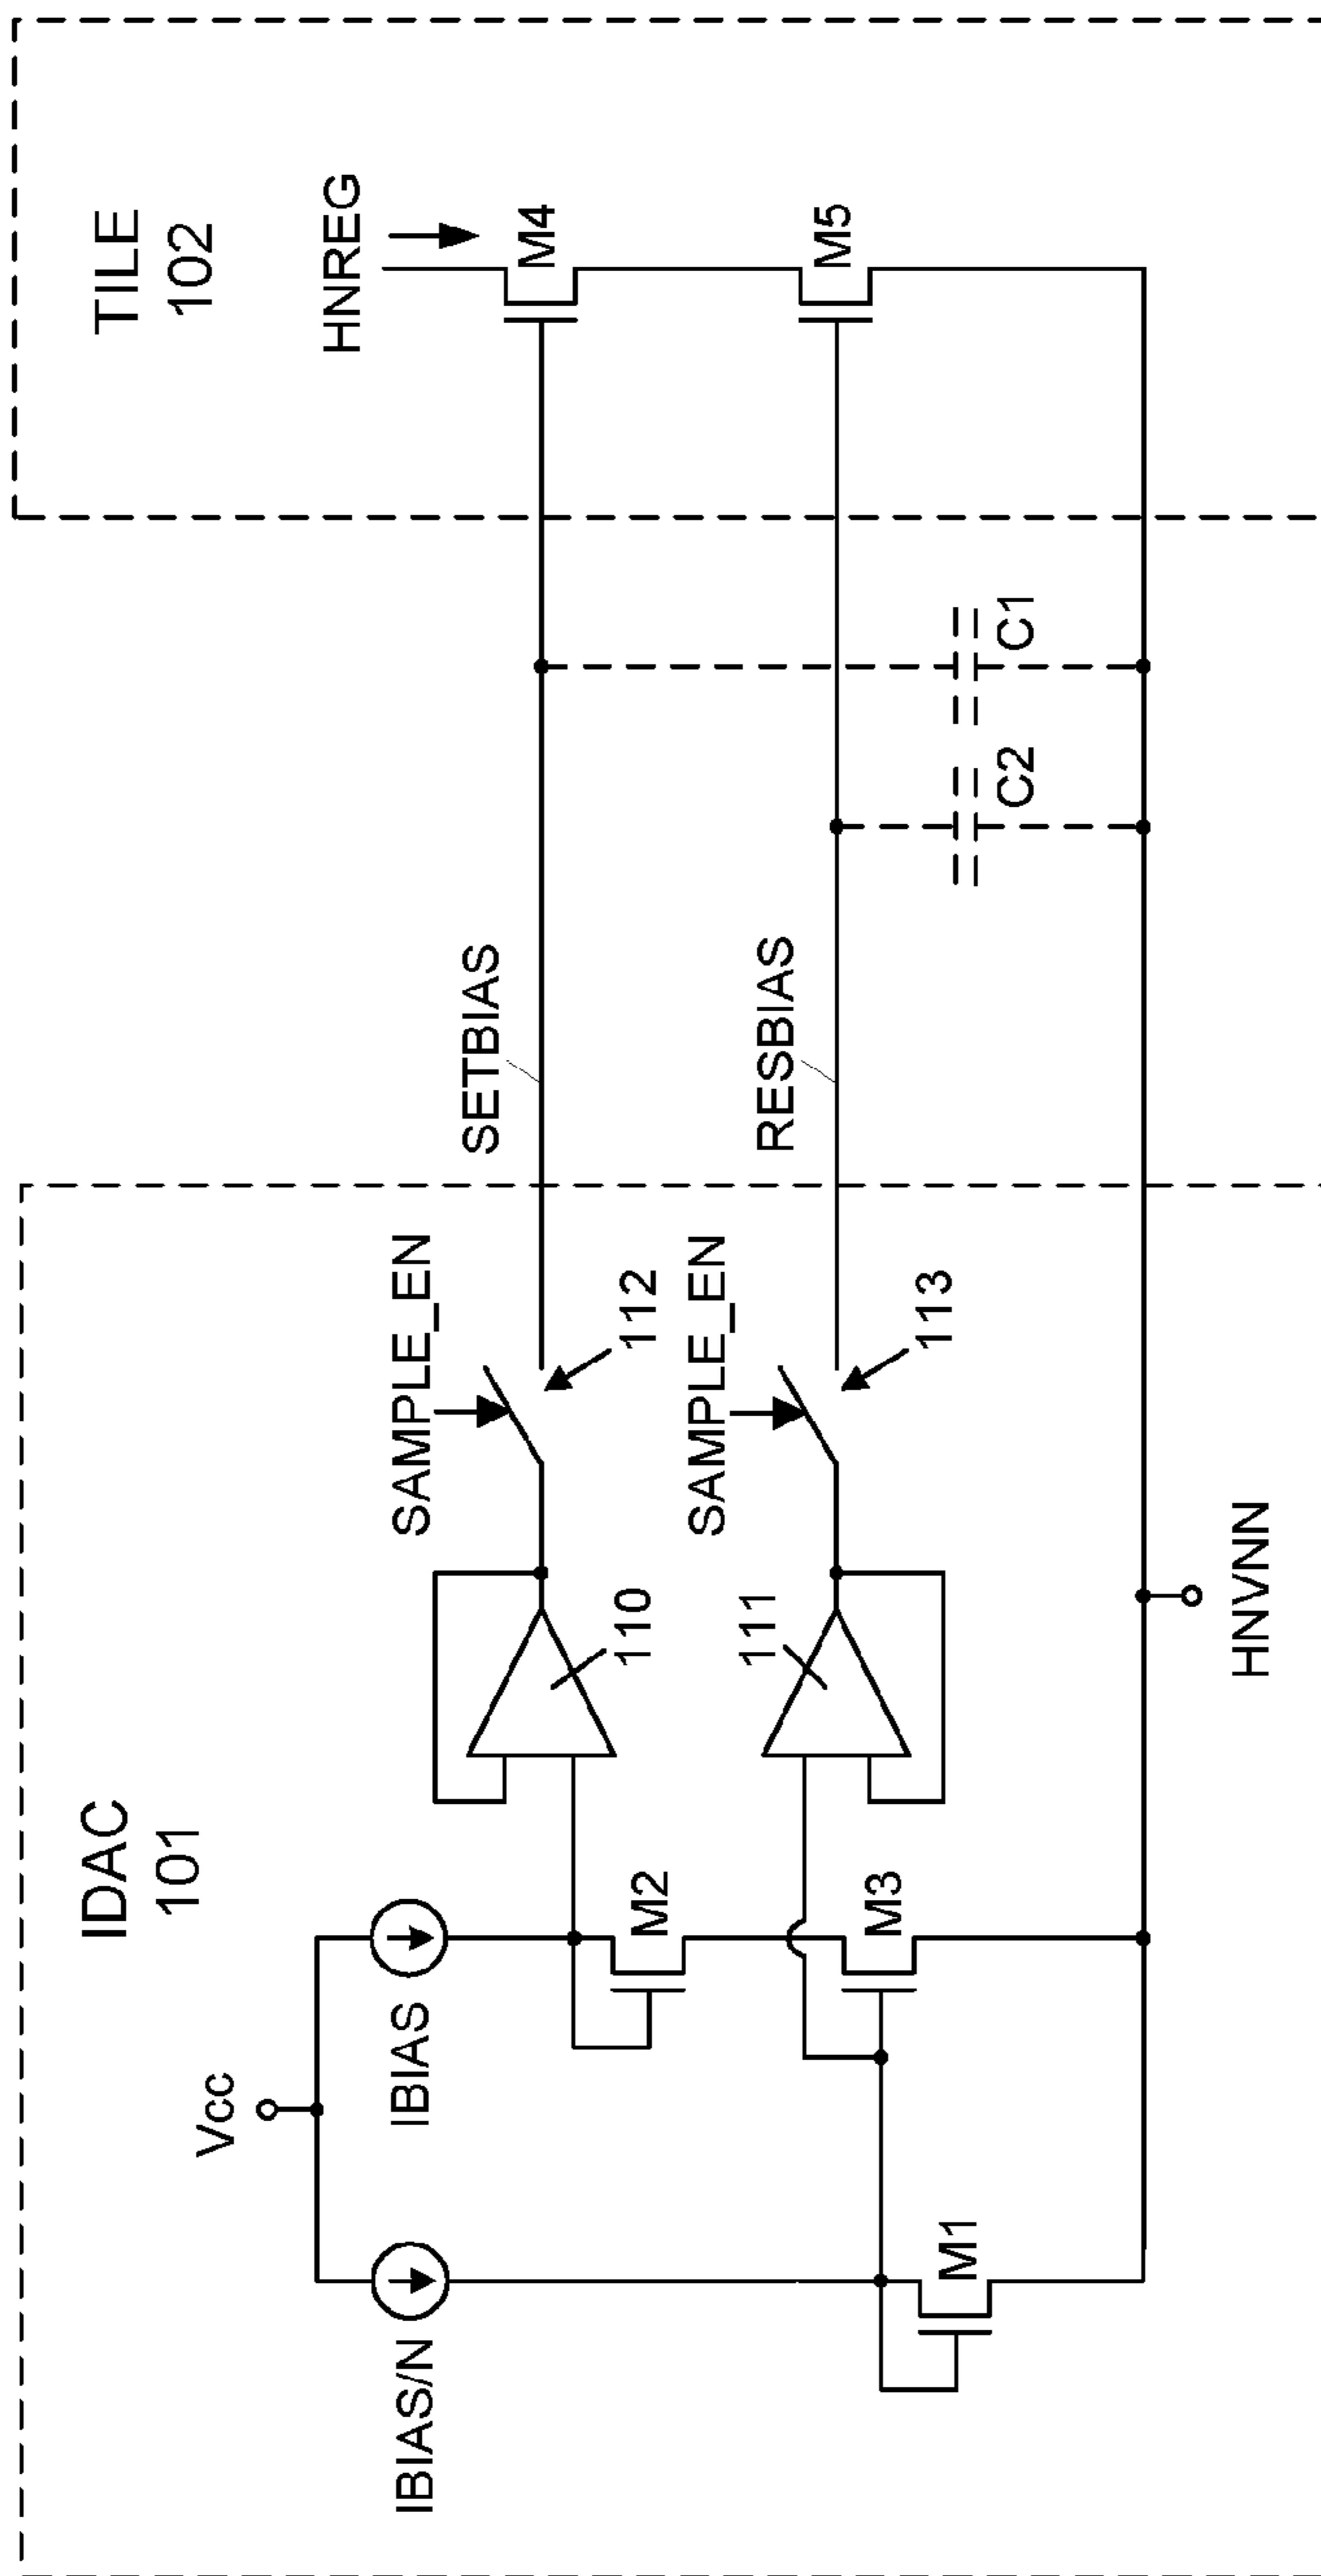 IDAC
101
TILE
102
Vcc
IBIAS/N
IBIAS
SAMPLE_EN
SETBIAS
HNREG
M4
112
110
M2
SAMPLE_EN
RESBIAS
M5
111
113
M3
M1
C2
C1
HNVNN